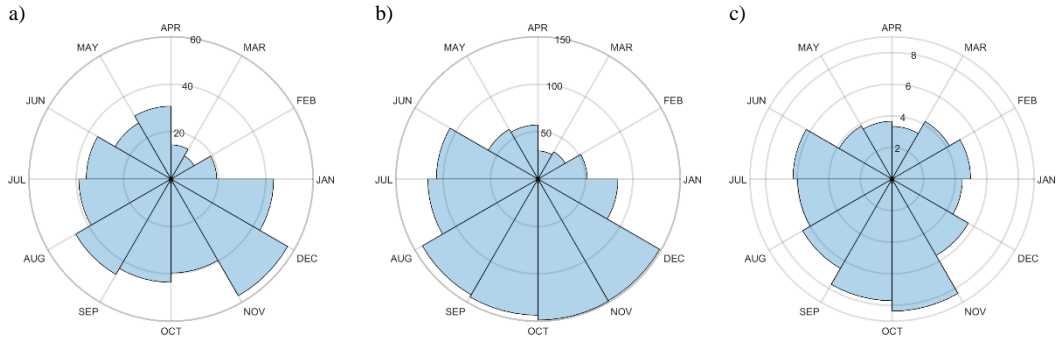 a)
APR
60
MAY
MAR
40
JUN
FEB
20
JUL
JAN
AUG
DEC
SEP
NOV
OCT
b)
APR
150
MAY
MAR
100
JUN
FEB
50
JUL
JAN
AUG
DEC
SEP
NOV
OCT
c)
APR
8
MAY
MAR
6
JUN
FEB
4
2
JUL
JAN
AUG
DEC
SEP
NOV
OCT